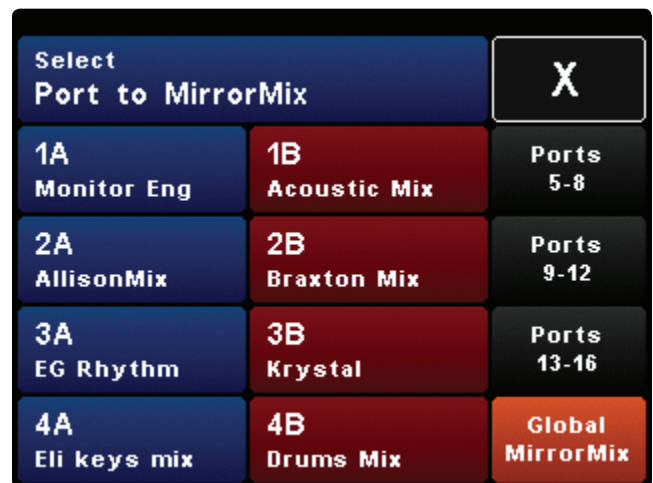 Select
Port to MirrorMix
X
1A
Monitor Eng
1B
Acoustic Mix
Ports
5-8
2A
AllisonMix
2B
Braxton Mix
Ports
9-12
3A
EG Rhythm
3B
Krystal
Ports
13-16
4A
Eli keys mix
4B
Drums Mix
Global
MirrorMix